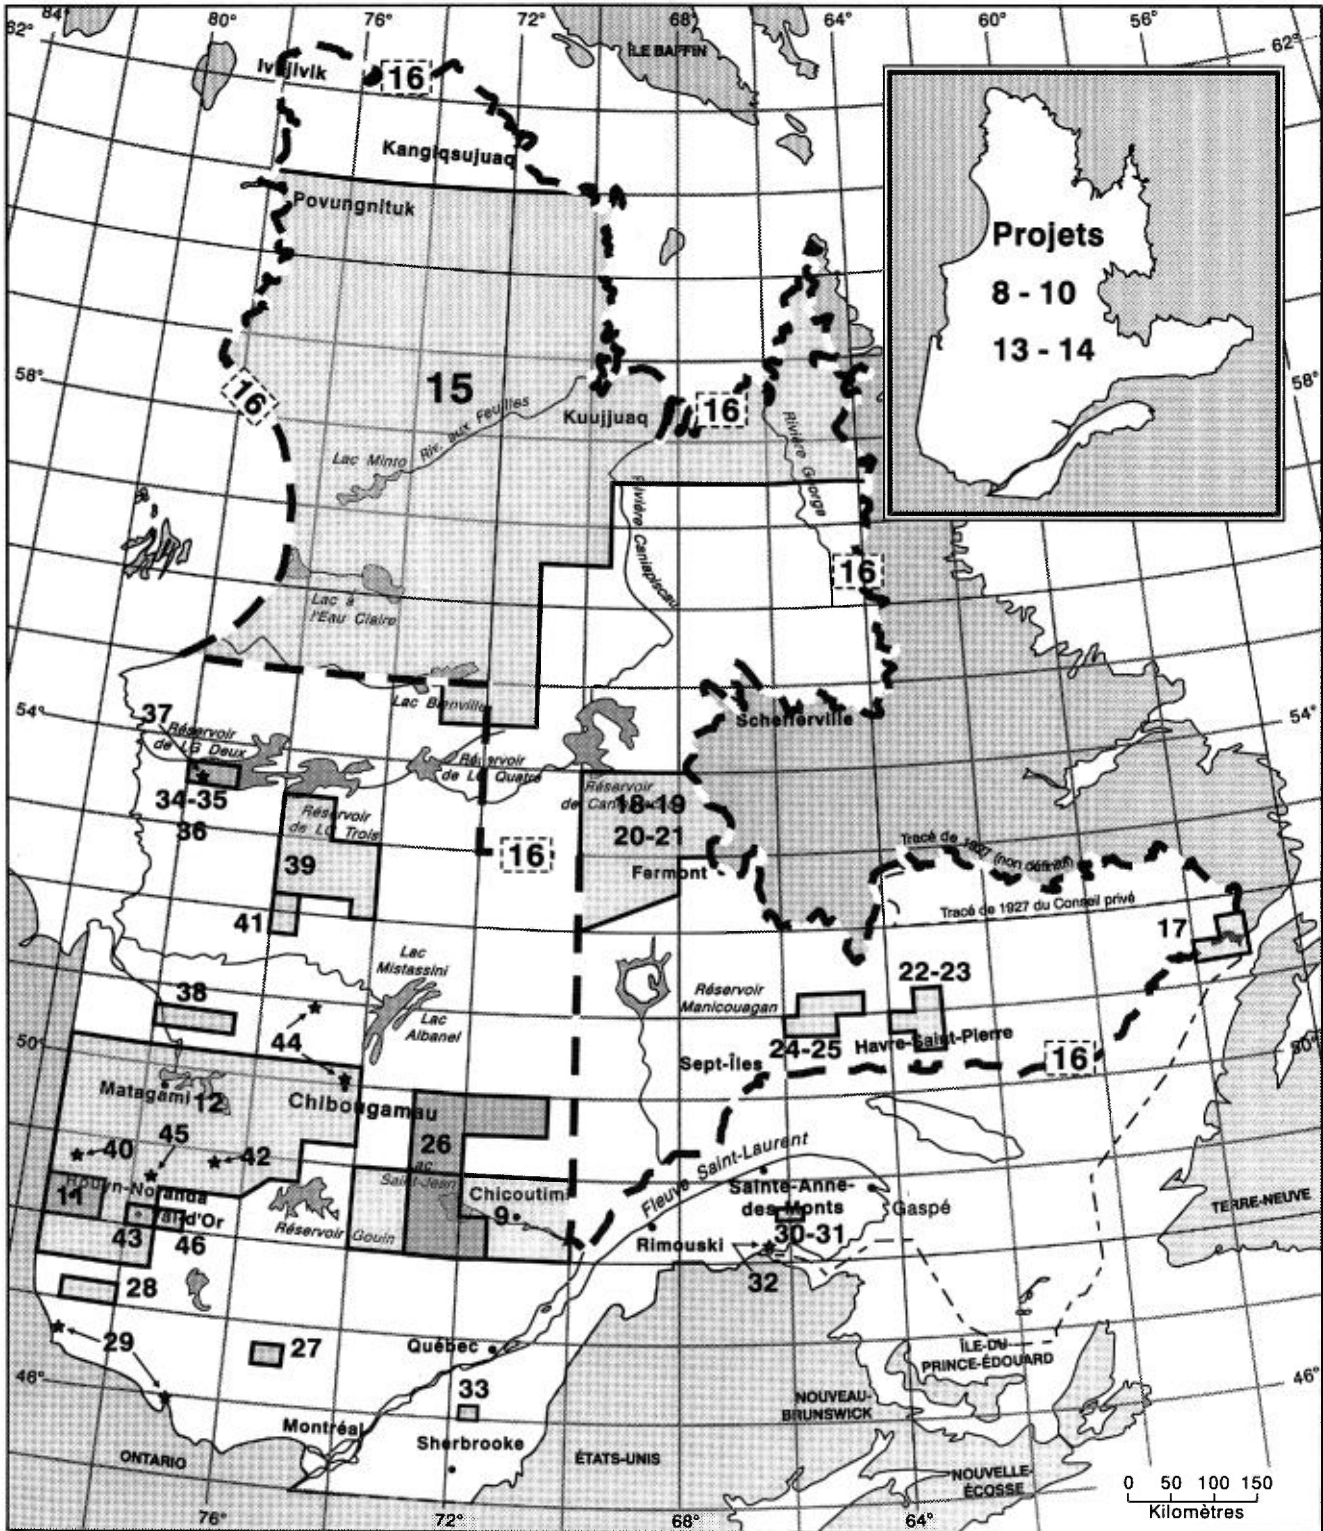 84°
80°
76°
72°
68°
64°
60°
56°
62°
62°
ÎLE BAFFIN
Ivujivik
16
Kangiqsujuaq
Povungnituk
Projets
8 - 10
13 - 14
58°
58°
15
16
Kuujjuaq
16
Riv. aux Feuilles
Lac Minto
Rivière George
Rivière Caniapiscau
16
Lac à
l'Eau Claire
Lac Bienville
Schefferville
54°
54°
37
Réservoir
de LG Deux
Réservoir
de LG Quatre
34-35
36
Réservoir
de LG Trois
Réservoir
18-19
20-21
16
39
Fermont
Tracé de 1927 (non définitif)
Tracé de 1927 du Conseil privé
41
17
Lac
Mistassini
Lac
Albanel
Réservoir
Manicouagan
22-23
38
44
50°
50°
24-25
Havre-Saint-Pierre
Sept-Îles
16
Matagami
12
Chibougamau
45
40
42
26
Lac
Saint-Jean
Fleuve Saint-Laurent
Rouyn-Noranda
11
Val-d'Or
Chicoutimi
9
Sainte-Anne-
des-Monts
Gaspé
TERRE-NEUVE
43
46
Réservoir Gouin
30-31
Rimouski
32
28
29
27
Québec
ÎLE-DU-
PRINCE-ÉDOUARD
46°
46°
33
NOUVEAU-
BRUNSWICK
Montréal
Sherbrooke
ONTARIO
ÉTATS-UNIS
NOUVELLE-
ÉCOSSE
0 50 100 150
Kilomètres
76°
72°
68°
64°